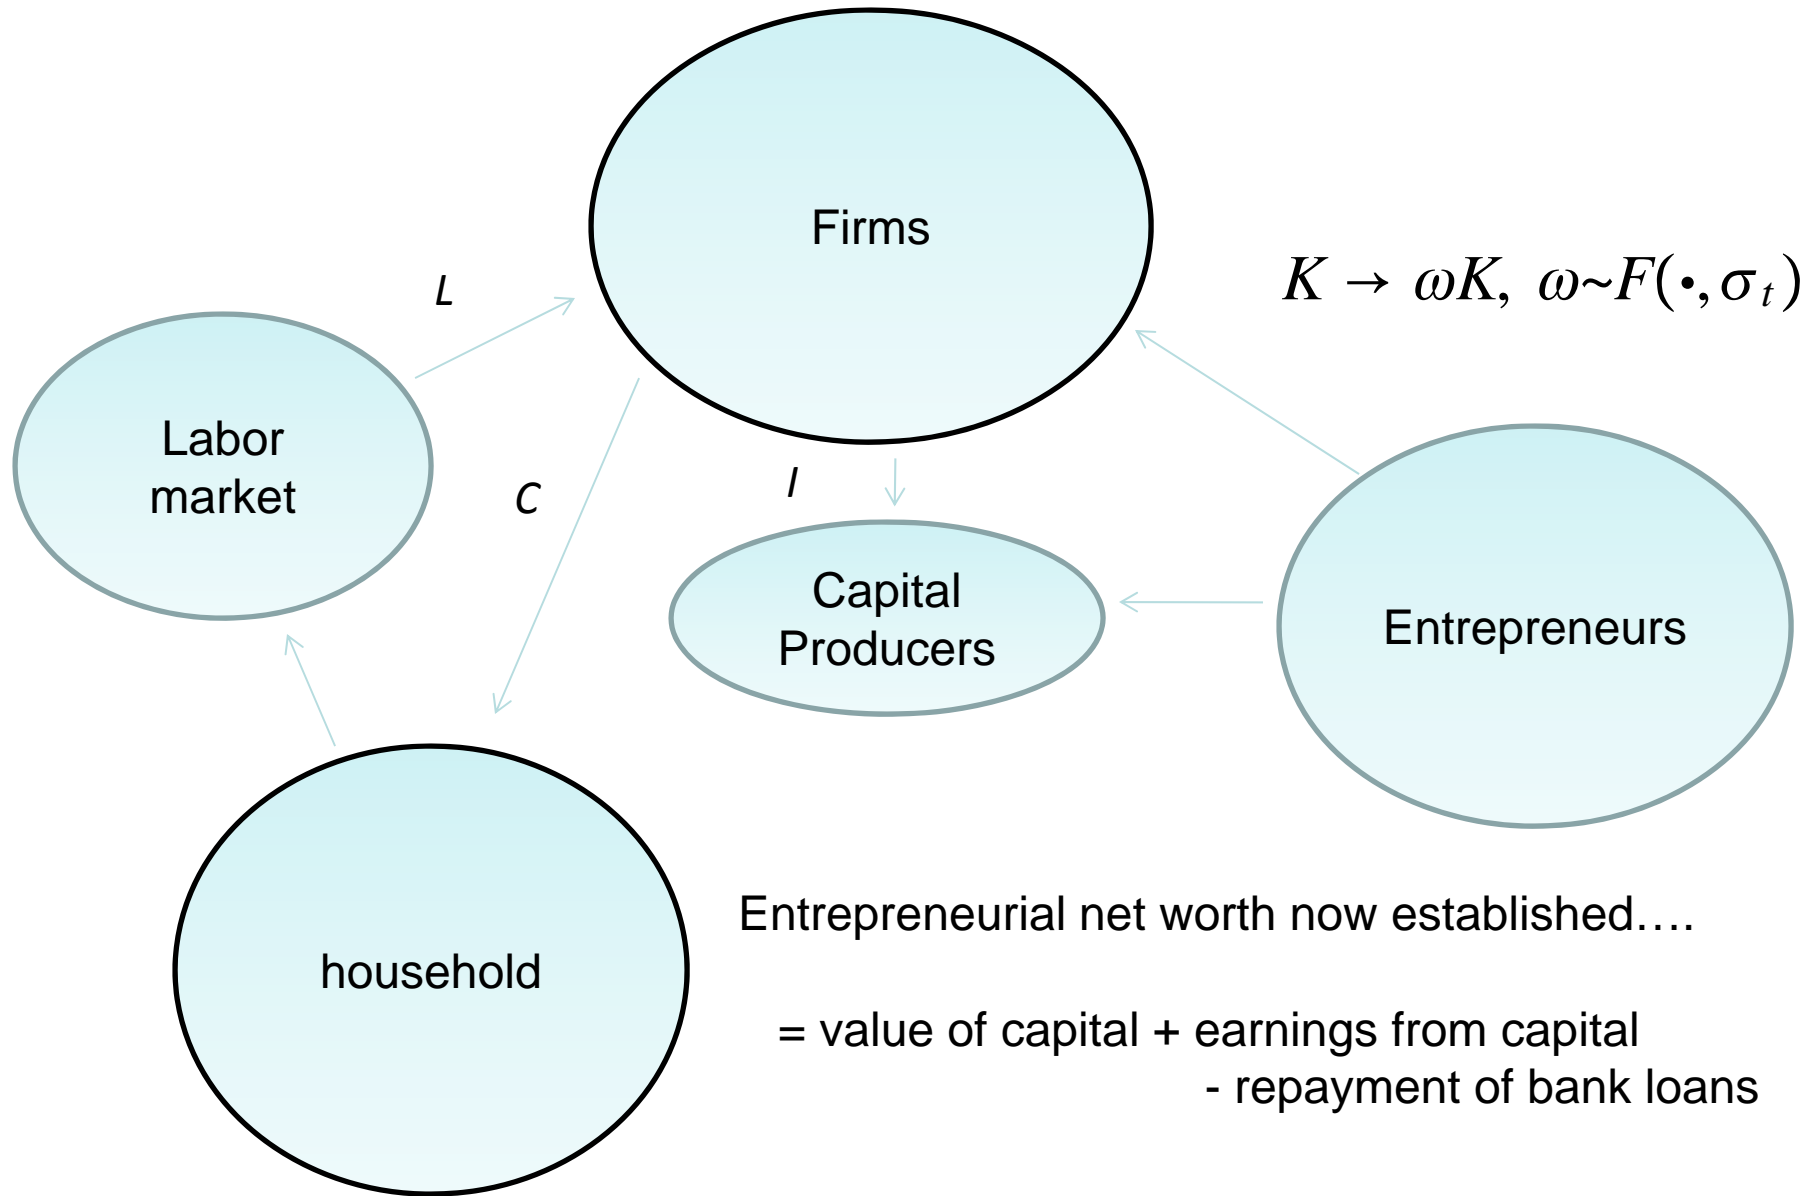 Firms
K → ωK, ω~F(•, σ t)
L
Labor
market
C
I
Capital
Producers
Entrepreneurs
household
Entrepreneurial net worth now established….
= value of capital + earnings from capital
- repayment of bank loans